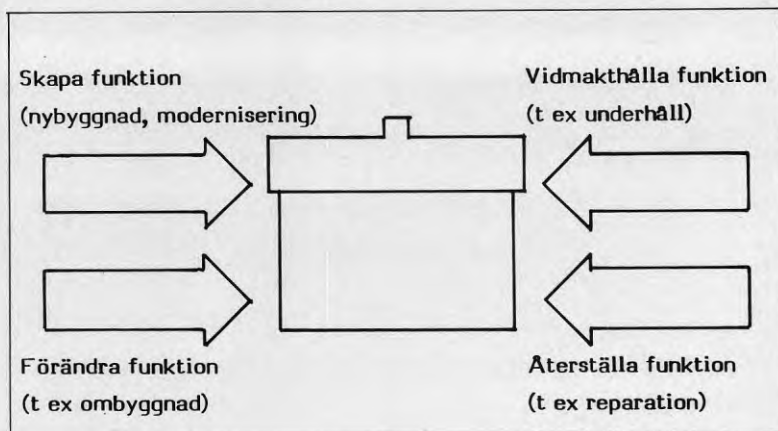 Skapa funktion
(nybyggnad, modernisering)
Vidmakthålla funktion
(t ex underhåll)
Förändra funktion
(t ex ombyggnad)
Återställa funktion
(t ex reparation)